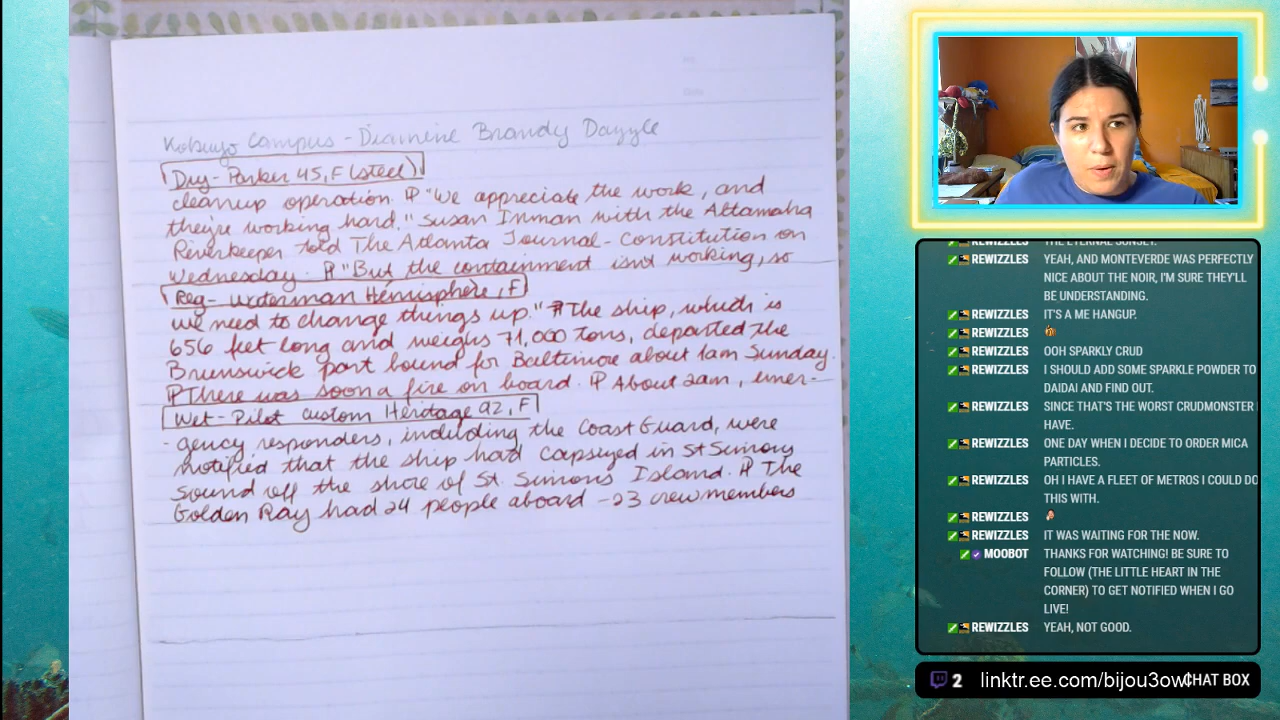 Kokuyo Campus - Diamine Brandy Dazzle
Dry - Parker 45, F (steel)
cleanup operation. ¶ "We appreciate the work, and
they're working hard." Susan Inman with the Altamaha
Riverkeeper told The Atlanta Journal-Constitution on
Wednesday. ¶ "But the containment isn't working, so
Reg - Waterman Hémisphère, F
we need to change things up." ¶ The ship, which is
656 feet long and weighs 71,000 tons, departed the
Brunswick port bound for Baltimore about 1am Sunday.
¶ There was soon a fire on board. ¶ About 2am, emer-
Wet - Pilot Custom Heritage 92, F
-gency responders, including the Coast Guard, were
notified that the ship had capsized in St Simons
Sound off the shore of St. Simons Island. ¶ The
Golden Ray had 24 people aboard - 23 crewmembers
THE ETERNAL SUNSET.
REWIZZLES YEAH, AND MONTEVERDE WAS PERFECTLY
NICE ABOUT THE NOIR, I'M SURE THEY'LL
BE UNDERSTANDING.
REWIZZLES IT'S A ME HANGUP.
REWIZZLES
REWIZZLES OOH SPARKLY CRUD
REWIZZLES I SHOULD ADD SOME SPARKLE POWDER TO
DAIDAI AND FIND OUT.
REWIZZLES SINCE THAT'S THE WORST CRUDMONSTER I
HAVE.
REWIZZLES ONE DAY WHEN I DECIDE TO ORDER MICA
PARTICLES.
REWIZZLES OH I HAVE A FLEET OF METROS I COULD DO
THIS WITH.
REWIZZLES
REWIZZLES IT WAS WAITING FOR THE NOW.
MOOBOT THANKS FOR WATCHING! BE SURE TO
FOLLOW (THE LITTLE HEART IN THE
CORNER) TO GET NOTIFIED WHEN I GO
LIVE!
REWIZZLES YEAH, NOT GOOD.
2 linktr.ee.com/bijou3owl CHAT BOX